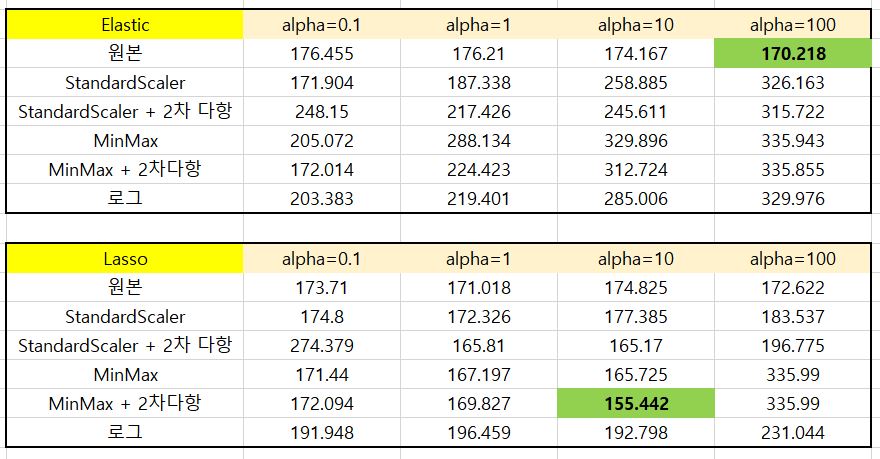 Elastic alpha=0.1 alpha=1 alpha=10 alpha=100
원본 176.455 176.21 174.167 170.218
StandardScaler 171.904 187.338 258.885 326.163
StandardScaler + 2차 다항 248.15 217.426 245.611 315.722
MinMax 205.072 288.134 329.896 335.943
MinMax + 2차다항 172.014 224.423 312.724 335.855
로그 203.383 219.401 285.006 329.976
Lasso alpha=0.1 alpha=1 alpha=10 alpha=100
원본 173.71 171.018 174.825 172.622
StandardScaler 174.8 172.326 177.385 183.537
StandardScaler + 2차 다항 274.379 165.81 165.17 196.775
MinMax 171.44 167.197 165.725 335.99
MinMax + 2차다항 172.094 169.827 155.442 335.99
로그 191.948 196.459 192.798 231.044